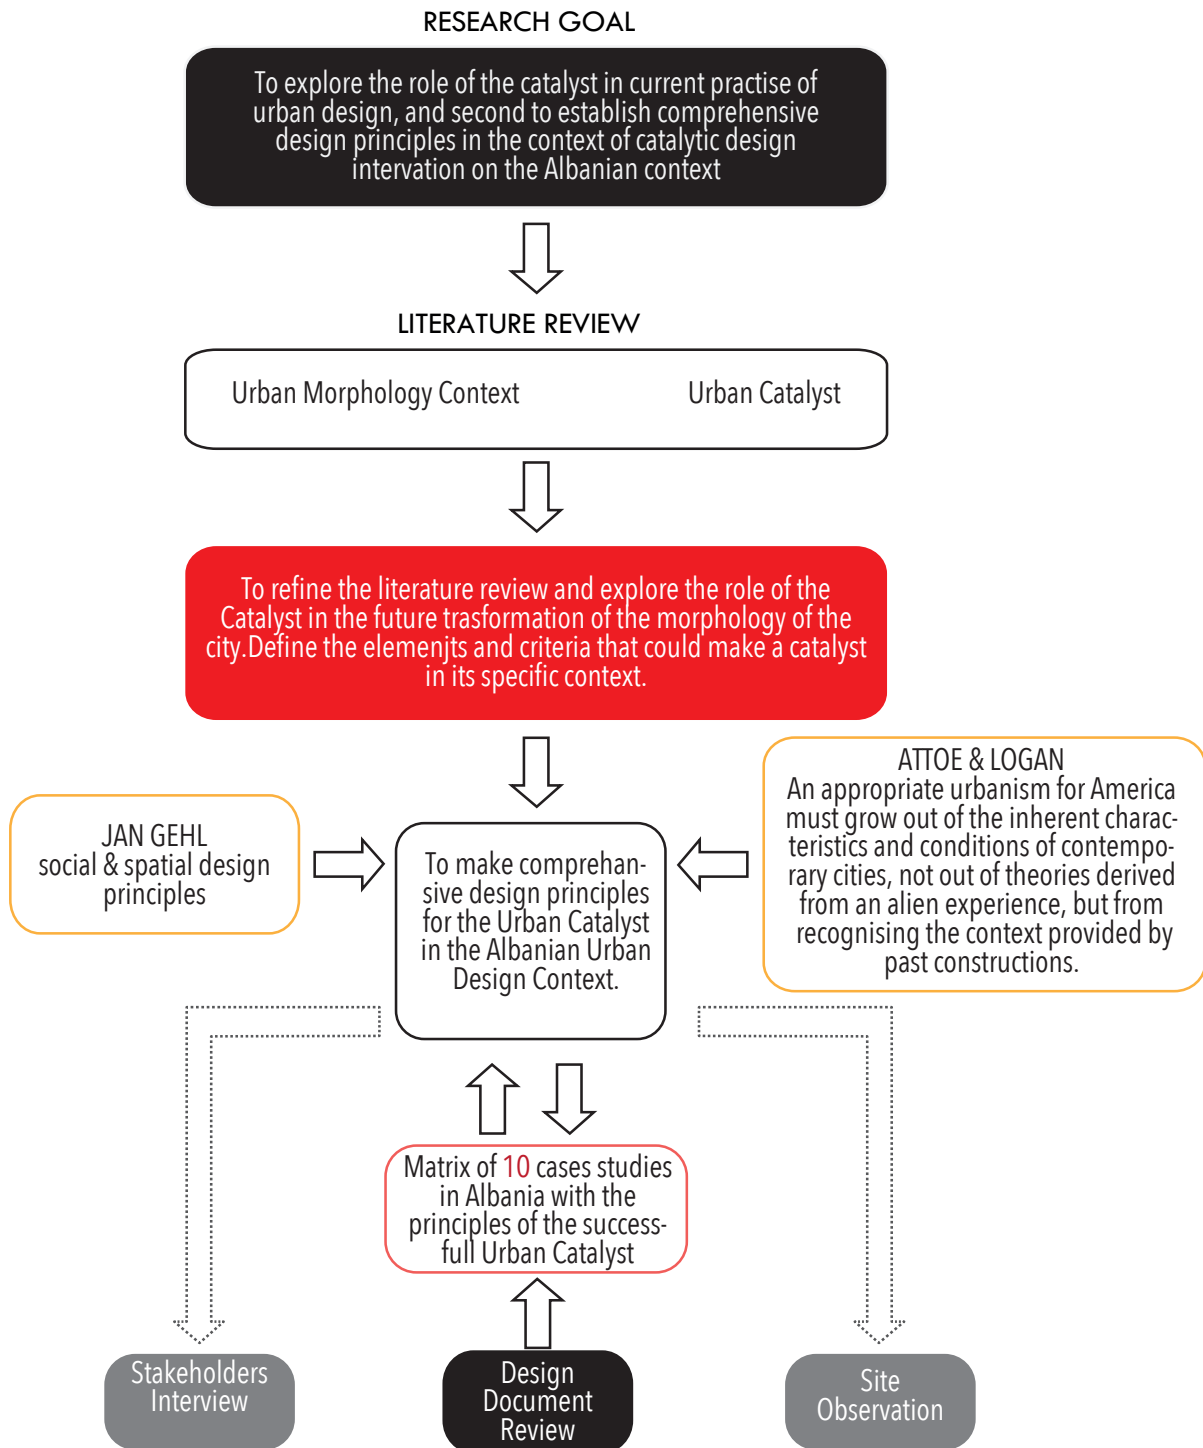 RESEARCH GOAL
To explore the role of the catalyst in current practise of
urban design, and second to establish comprehensive
design principles in the context of catalytic design
intervation on the Albanian context
LITERATURE REVIEW
Urban Morphology Context
Urban Catalyst
To refine the literature review and explore the role of the
Catalyst in the future trasformation of the morphology of the
city.Define the elemenjts and criteria that could make a catalyst
in its specific context.
JAN GEHL
social & spatial design
principles
To make comprehan-
sive design principles
for the Urban Catalyst
in the Albanian Urban
Design Context.
ATTOE & LOGAN
An appropriate urbanism for America
must grow out of the inherent charac-
teristics and conditions of contempo-
rary cities, not out of theories derived
from an alien experience, but from
recognising the context provided by
past constructions.
Matrix of 10 cases studies
in Albania with the
principles of the success-
full Urban Catalyst
Stakeholders
Interview
Design
Document
Review
Site
Observation